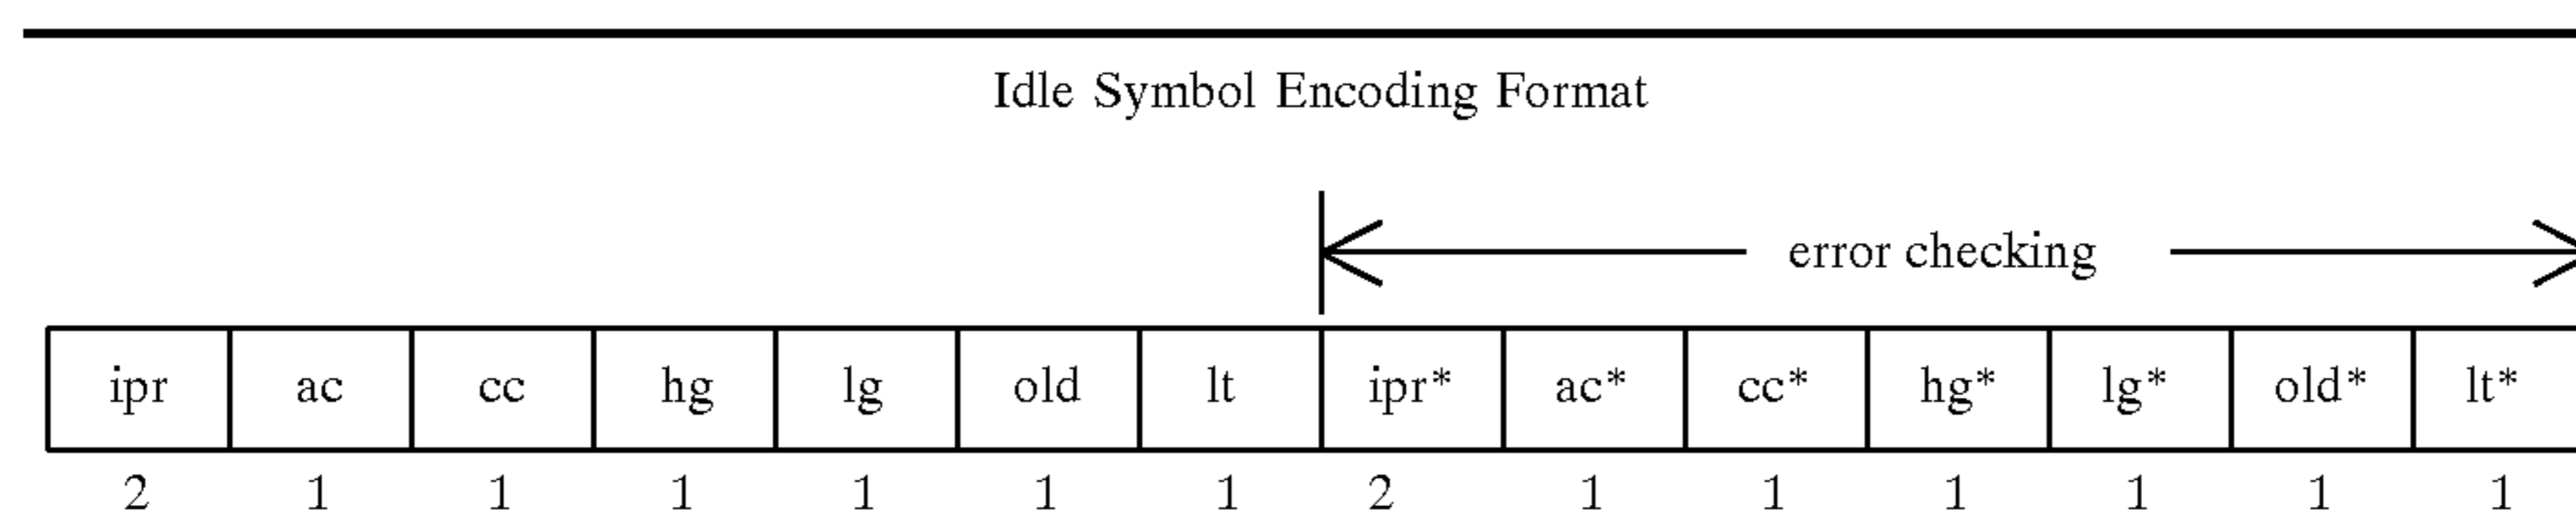 Idle Symbol Encoding Format
error checking
ipr ac cc hg lg old lt ipr* ac* cc* hg* lg* old* lt*
2 1 1 1 1 1 1 2 1 1 1 1 1 1